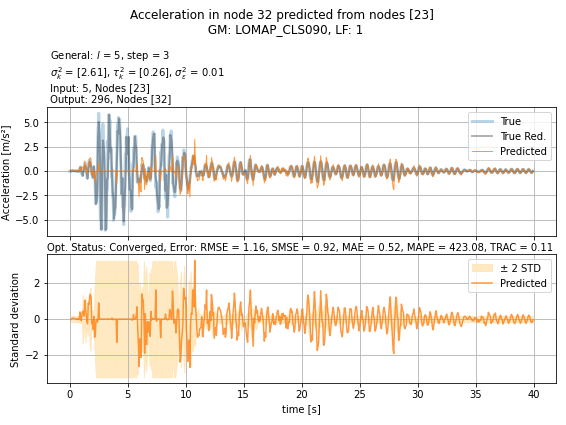 Acceleration in node 32 predicted from nodes [23]
GM: LOMAP_CLS090, LF: 1
General: l = 5, step = 3
σ²ₖ = [2.61], τ²ₖ = [0.26], σ²ε = 0.01
Input: 5, Nodes [23]
Output: 296, Nodes [32]
Acceleration [m/s²]
5.0
2.5
0.0
−2.5
−5.0
True
True Red.
Predicted
Opt. Status: Converged, Error: RMSE = 1.16, SMSE = 0.92, MAE = 0.52, MAPE = 423.08, TRAC = 0.11
Standard deviation
2
0
−2
± 2 STD
Predicted
0 5 10 15 20 25 30 35 40
time [s]